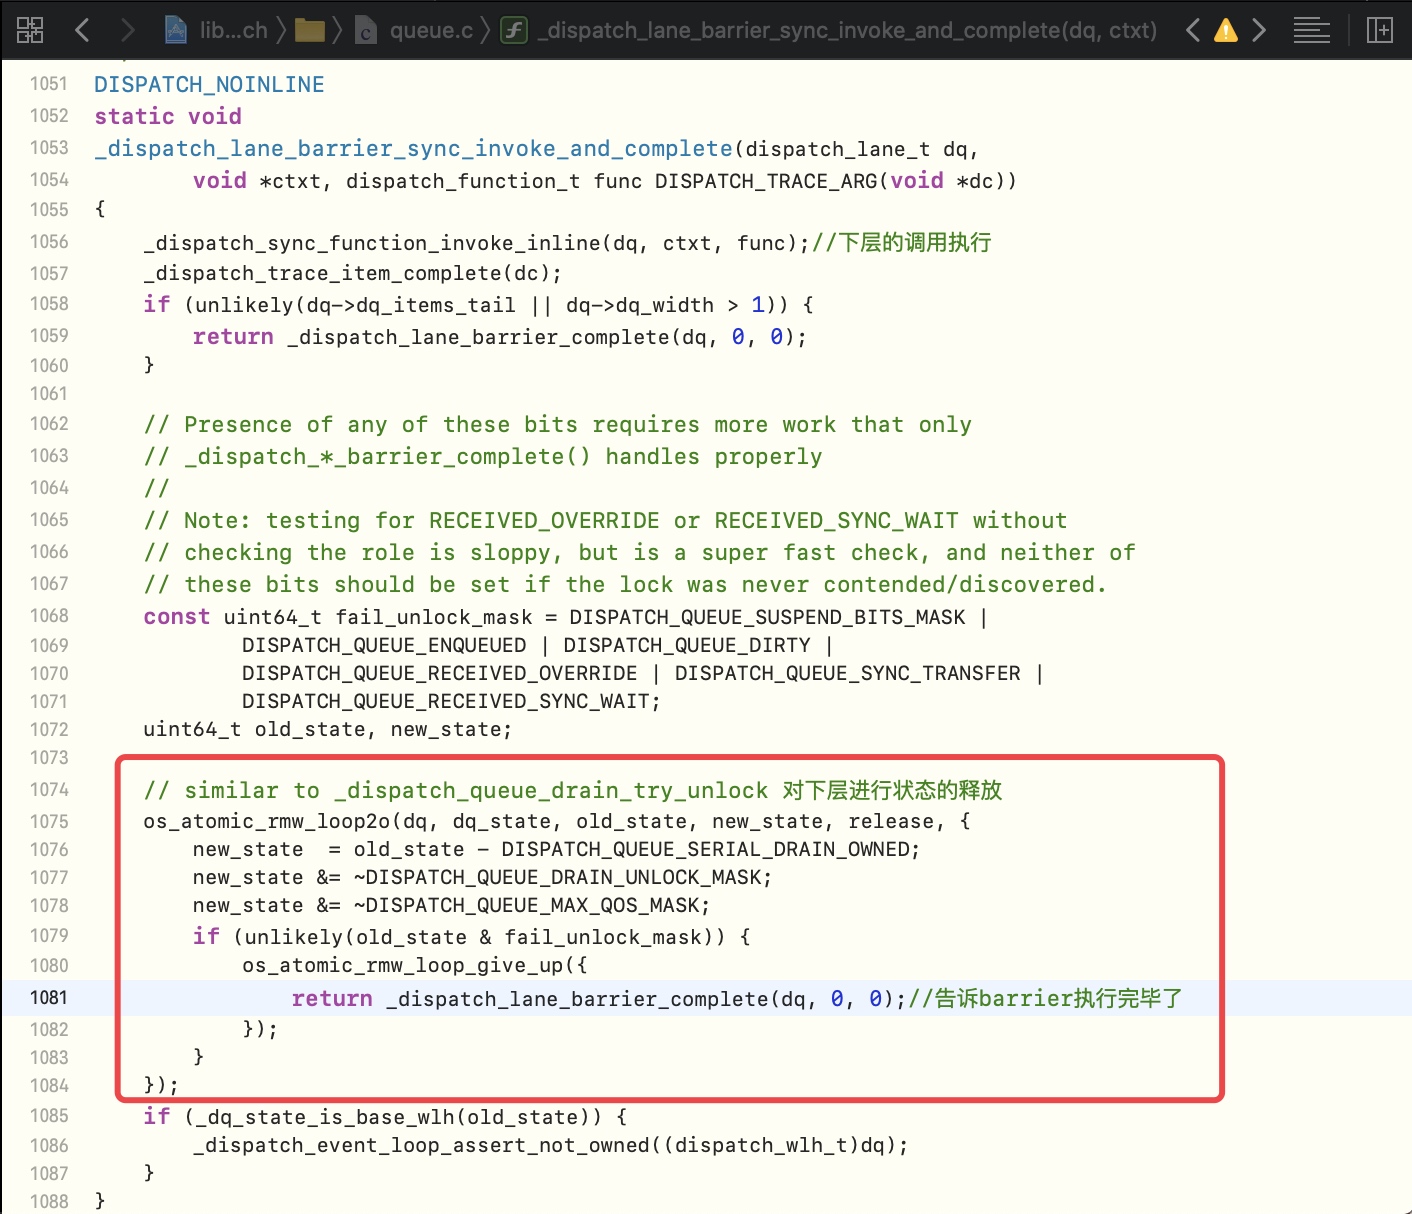 lib...ch queue.c _dispatch_lane_barrier_sync_invoke_and_complete(dq, ctxt)
1051 DISPATCH_NOINLINE
1052 static void
1053 _dispatch_lane_barrier_sync_invoke_and_complete(dispatch_lane_t dq,
1054         void *ctxt, dispatch_function_t func DISPATCH_TRACE_ARG(void *dc))
1055 {
1056     _dispatch_sync_function_invoke_inline(dq, ctxt, func);//下层的调用执行
1057     _dispatch_trace_item_complete(dc);
1058     if (unlikely(dq->dq_items_tail || dq->dq_width > 1)) {
1059         return _dispatch_lane_barrier_complete(dq, 0, 0);
1060     }
1061
1062     // Presence of any of these bits requires more work that only
1063     // _dispatch_*_barrier_complete() handles properly
1064     //
1065     // Note: testing for RECEIVED_OVERRIDE or RECEIVED_SYNC_WAIT without
1066     // checking the role is sloppy, but is a super fast check, and neither of
1067     // these bits should be set if the lock was never contended/discovered.
1068     const uint64_t fail_unlock_mask = DISPATCH_QUEUE_SUSPEND_BITS_MASK |
1069             DISPATCH_QUEUE_ENQUEUED | DISPATCH_QUEUE_DIRTY |
1070             DISPATCH_QUEUE_RECEIVED_OVERRIDE | DISPATCH_QUEUE_SYNC_TRANSFER |
1071             DISPATCH_QUEUE_RECEIVED_SYNC_WAIT;
1072     uint64_t old_state, new_state;
1073
1074     // similar to _dispatch_queue_drain_try_unlock 对下层进行状态的释放
1075     os_atomic_rmw_loop2o(dq, dq_state, old_state, new_state, release, {
1076         new_state  = old_state - DISPATCH_QUEUE_SERIAL_DRAIN_OWNED;
1077         new_state &= ~DISPATCH_QUEUE_DRAIN_UNLOCK_MASK;
1078         new_state &= ~DISPATCH_QUEUE_MAX_QOS_MASK;
1079         if (unlikely(old_state & fail_unlock_mask)) {
1080             os_atomic_rmw_loop_give_up({
1081                 return _dispatch_lane_barrier_complete(dq, 0, 0);//告诉barrier执行完毕了
1082             });
1083         }
1084     });
1085     if (_dq_state_is_base_wlh(old_state)) {
1086         _dispatch_event_loop_assert_not_owned((dispatch_wlh_t)dq);
1087     }
1088 }